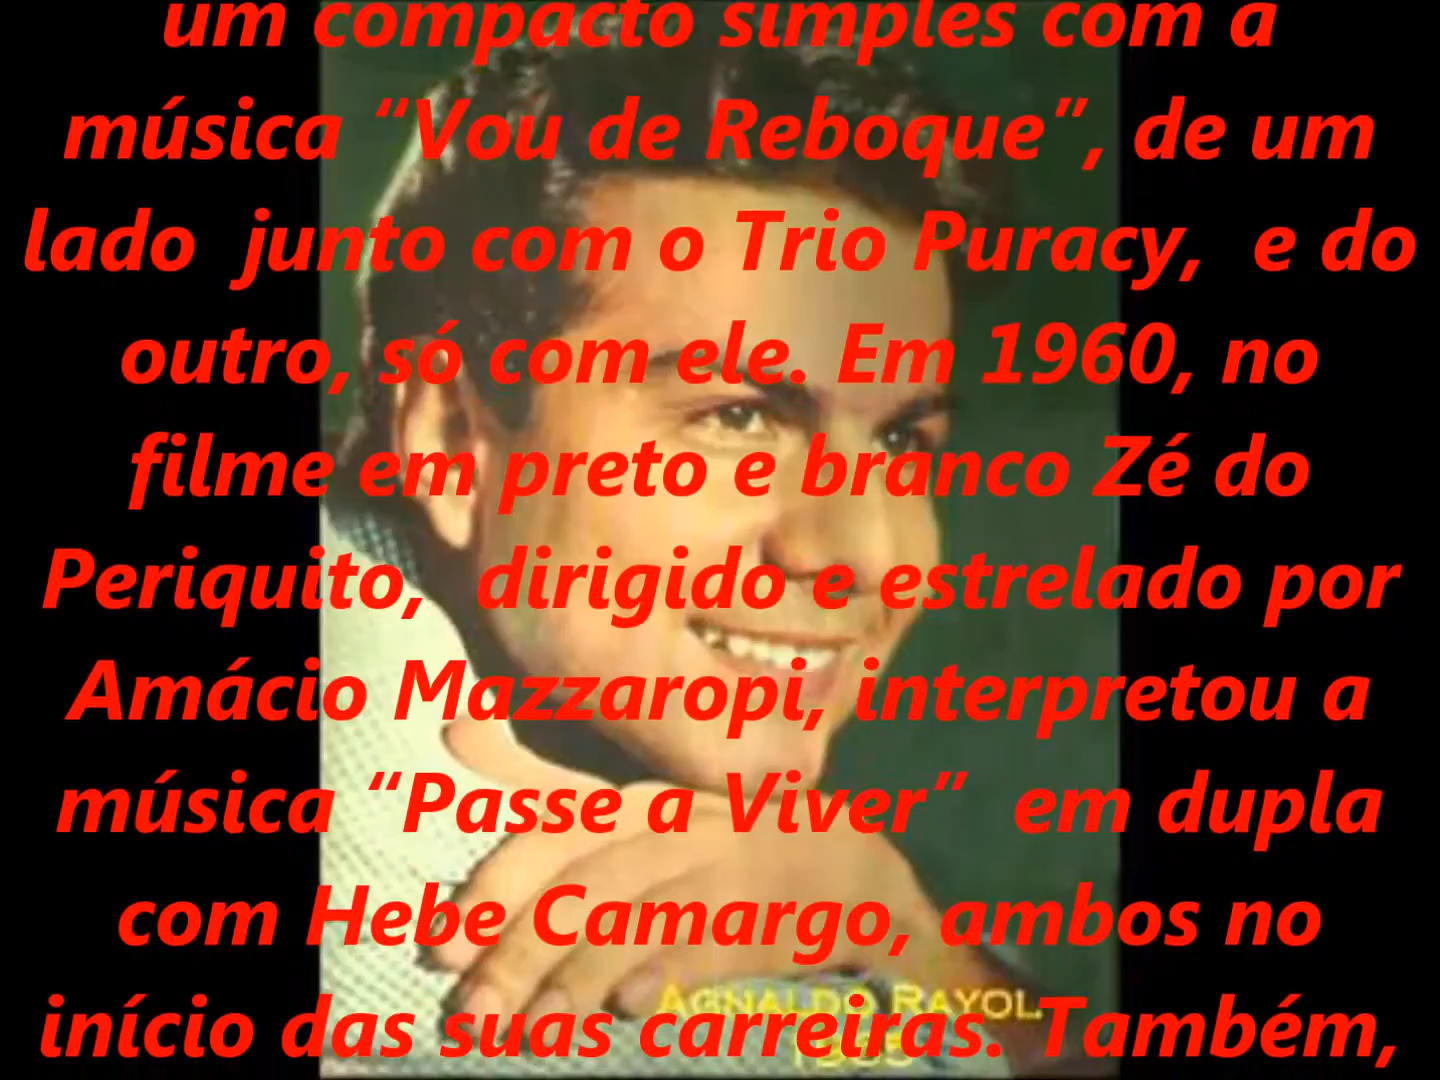 um compacto simples com a
música “Vou de Reboque”, de um
lado  junto com o Trio Puracy,  e do
outro, só com ele. Em 1960, no
filme em preto e branco Zé do
Periquito,  dirigido e estrelado por
Amácio Mazzaropi, interpretou a
música “Passe a Viver”  em dupla
com Hebe Camargo, ambos no
AGNALDO RAYOL
início das suas carreiras. Também,